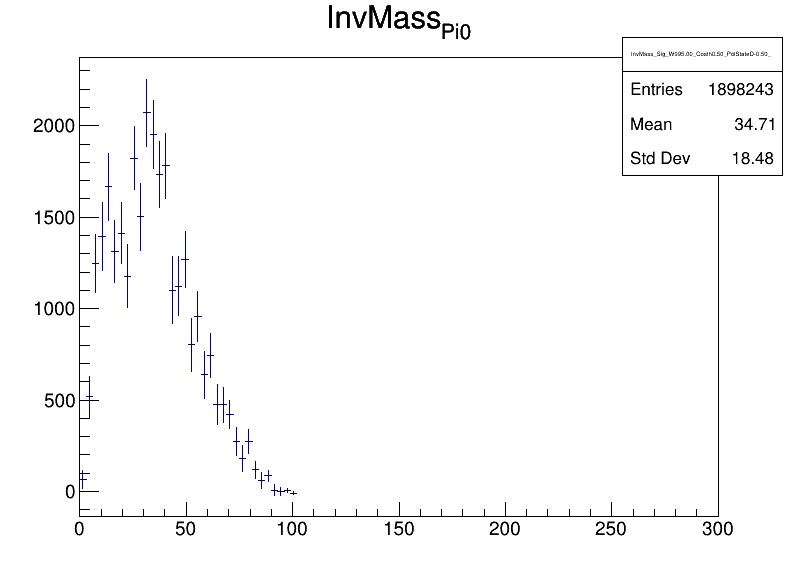 InvMass_Pi0
InvMass_Sig_W995.00_Costh0.50_PolStateD-0.50_
Entries 1898243
Mean 34.71
Std Dev 18.48
2000
1500
1000
500
0
0 50 100 150 200 250 300